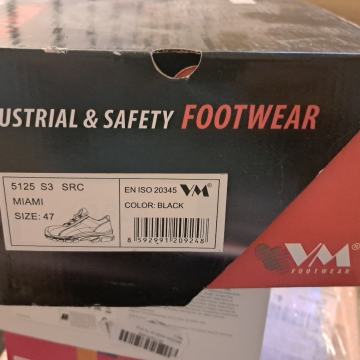 USTRIAL & SAFETY FOOTWEAR
5125 S3 SRC
MIAMI
SIZE: 47
EN ISO 20345 VM®
COLOR: BLACK
8 592991 209248
VM®
FOOTWEAR